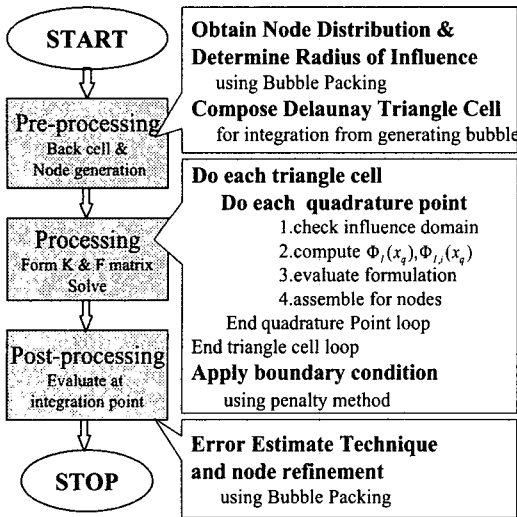 START
Pre-processing
Back cell &
Node generation
Processing
Form K & F matrix
Solve
Post-processing
Evaluate at
integration point
STOP
Obtain Node Distribution &
Determine Radius of Influence
using Bubble Packing
Compose Delaunay Triangle Cell
for integration from generating bubble
Do each triangle cell
Do each quadrature point
1.check influence domain
2.compute Φ_I(x_q),Φ_{I,i}(x_q)
3.evaluate formulation
4.assemble for nodes
End quadrature Point loop
End triangle cell loop
Apply boundary condition
using penalty method
Error Estimate Technique
and node refinement
using Bubble Packing